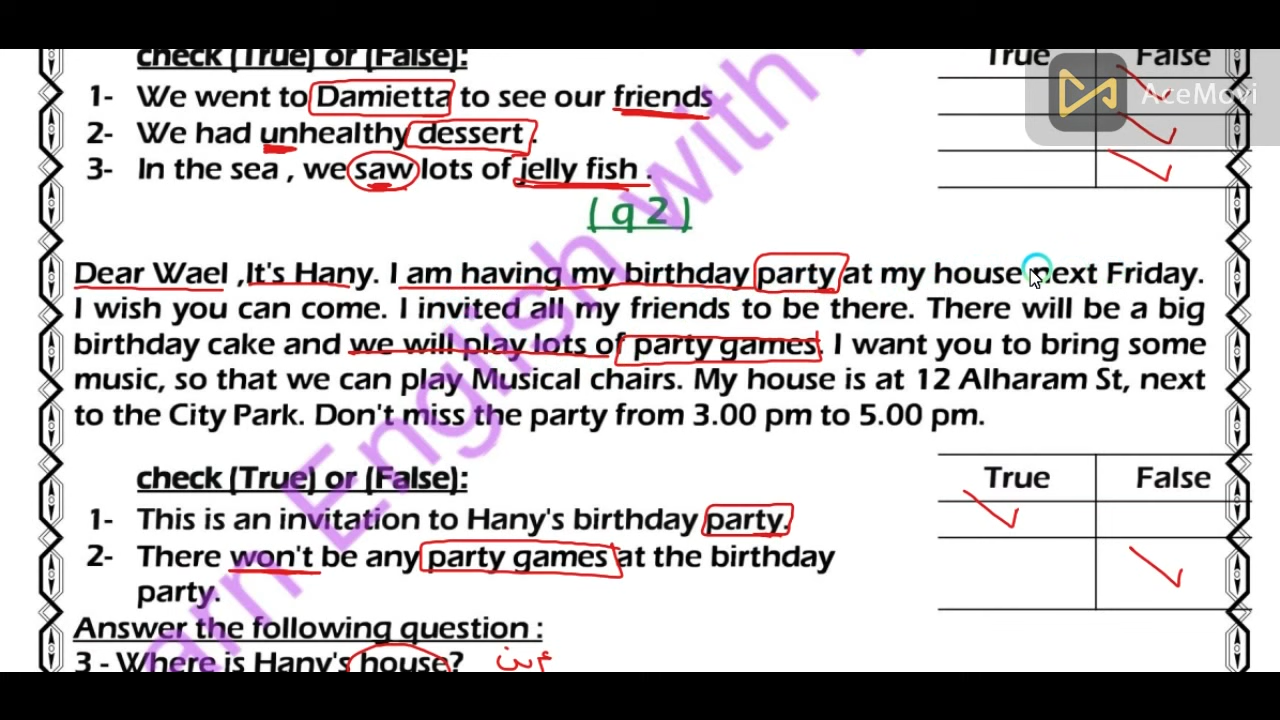 check (True) or (False):
True False
1- We went to Damietta to see our friends
2- We had unhealthy dessert .
3- In the sea , we saw lots of jelly fish .
AceMovi
( q 2 )
Dear Wael ,It's Hany. I am having my birthday party at my house next Friday.
I wish you can come. I invited all my friends to be there. There will be a big
birthday cake and we will play lots of party games. I want you to bring some
music, so that we can play Musical chairs. My house is at 12 Alharam St, next
to the City Park. Don't miss the party from 3.00 pm to 5.00 pm.
check (True) or (False):
True False
1- This is an invitation to Hany's birthday party.
2- There won't be any party games at the birthday
party.
Answer the following question :
3 - Where is Hany's house? أين
arn English with